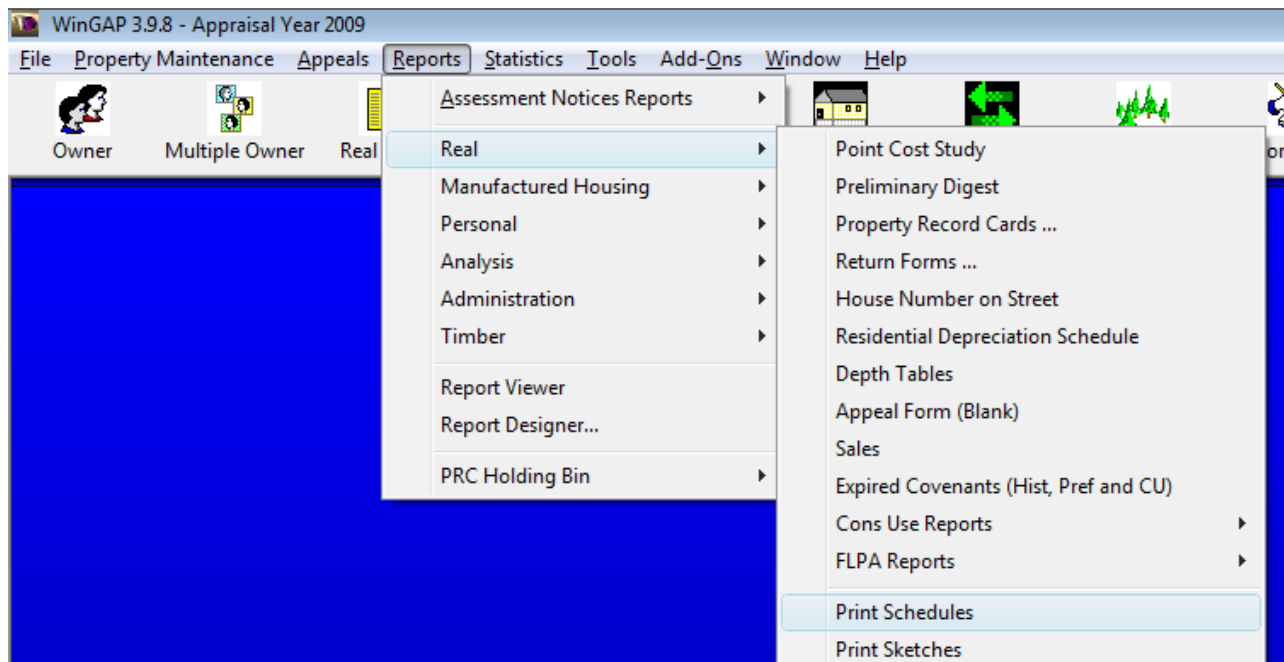 WinGAP 3.9.8 - Appraisal Year 2009
File Property Maintenance Appeals Reports Statistics Tools Add-Ons Window Help
Owner Multiple Owner Real
Assessment Notices Reports
Real
Manufactured Housing
Personal
Analysis
Administration
Timber
Report Viewer
Report Designer...
PRC Holding Bin
Point Cost Study
Preliminary Digest
Property Record Cards ...
Return Forms ...
House Number on Street
Residential Depreciation Schedule
Depth Tables
Appeal Form (Blank)
Sales
Expired Covenants (Hist, Pref and CU)
Cons Use Reports
FLPA Reports
Print Schedules
Print Sketches